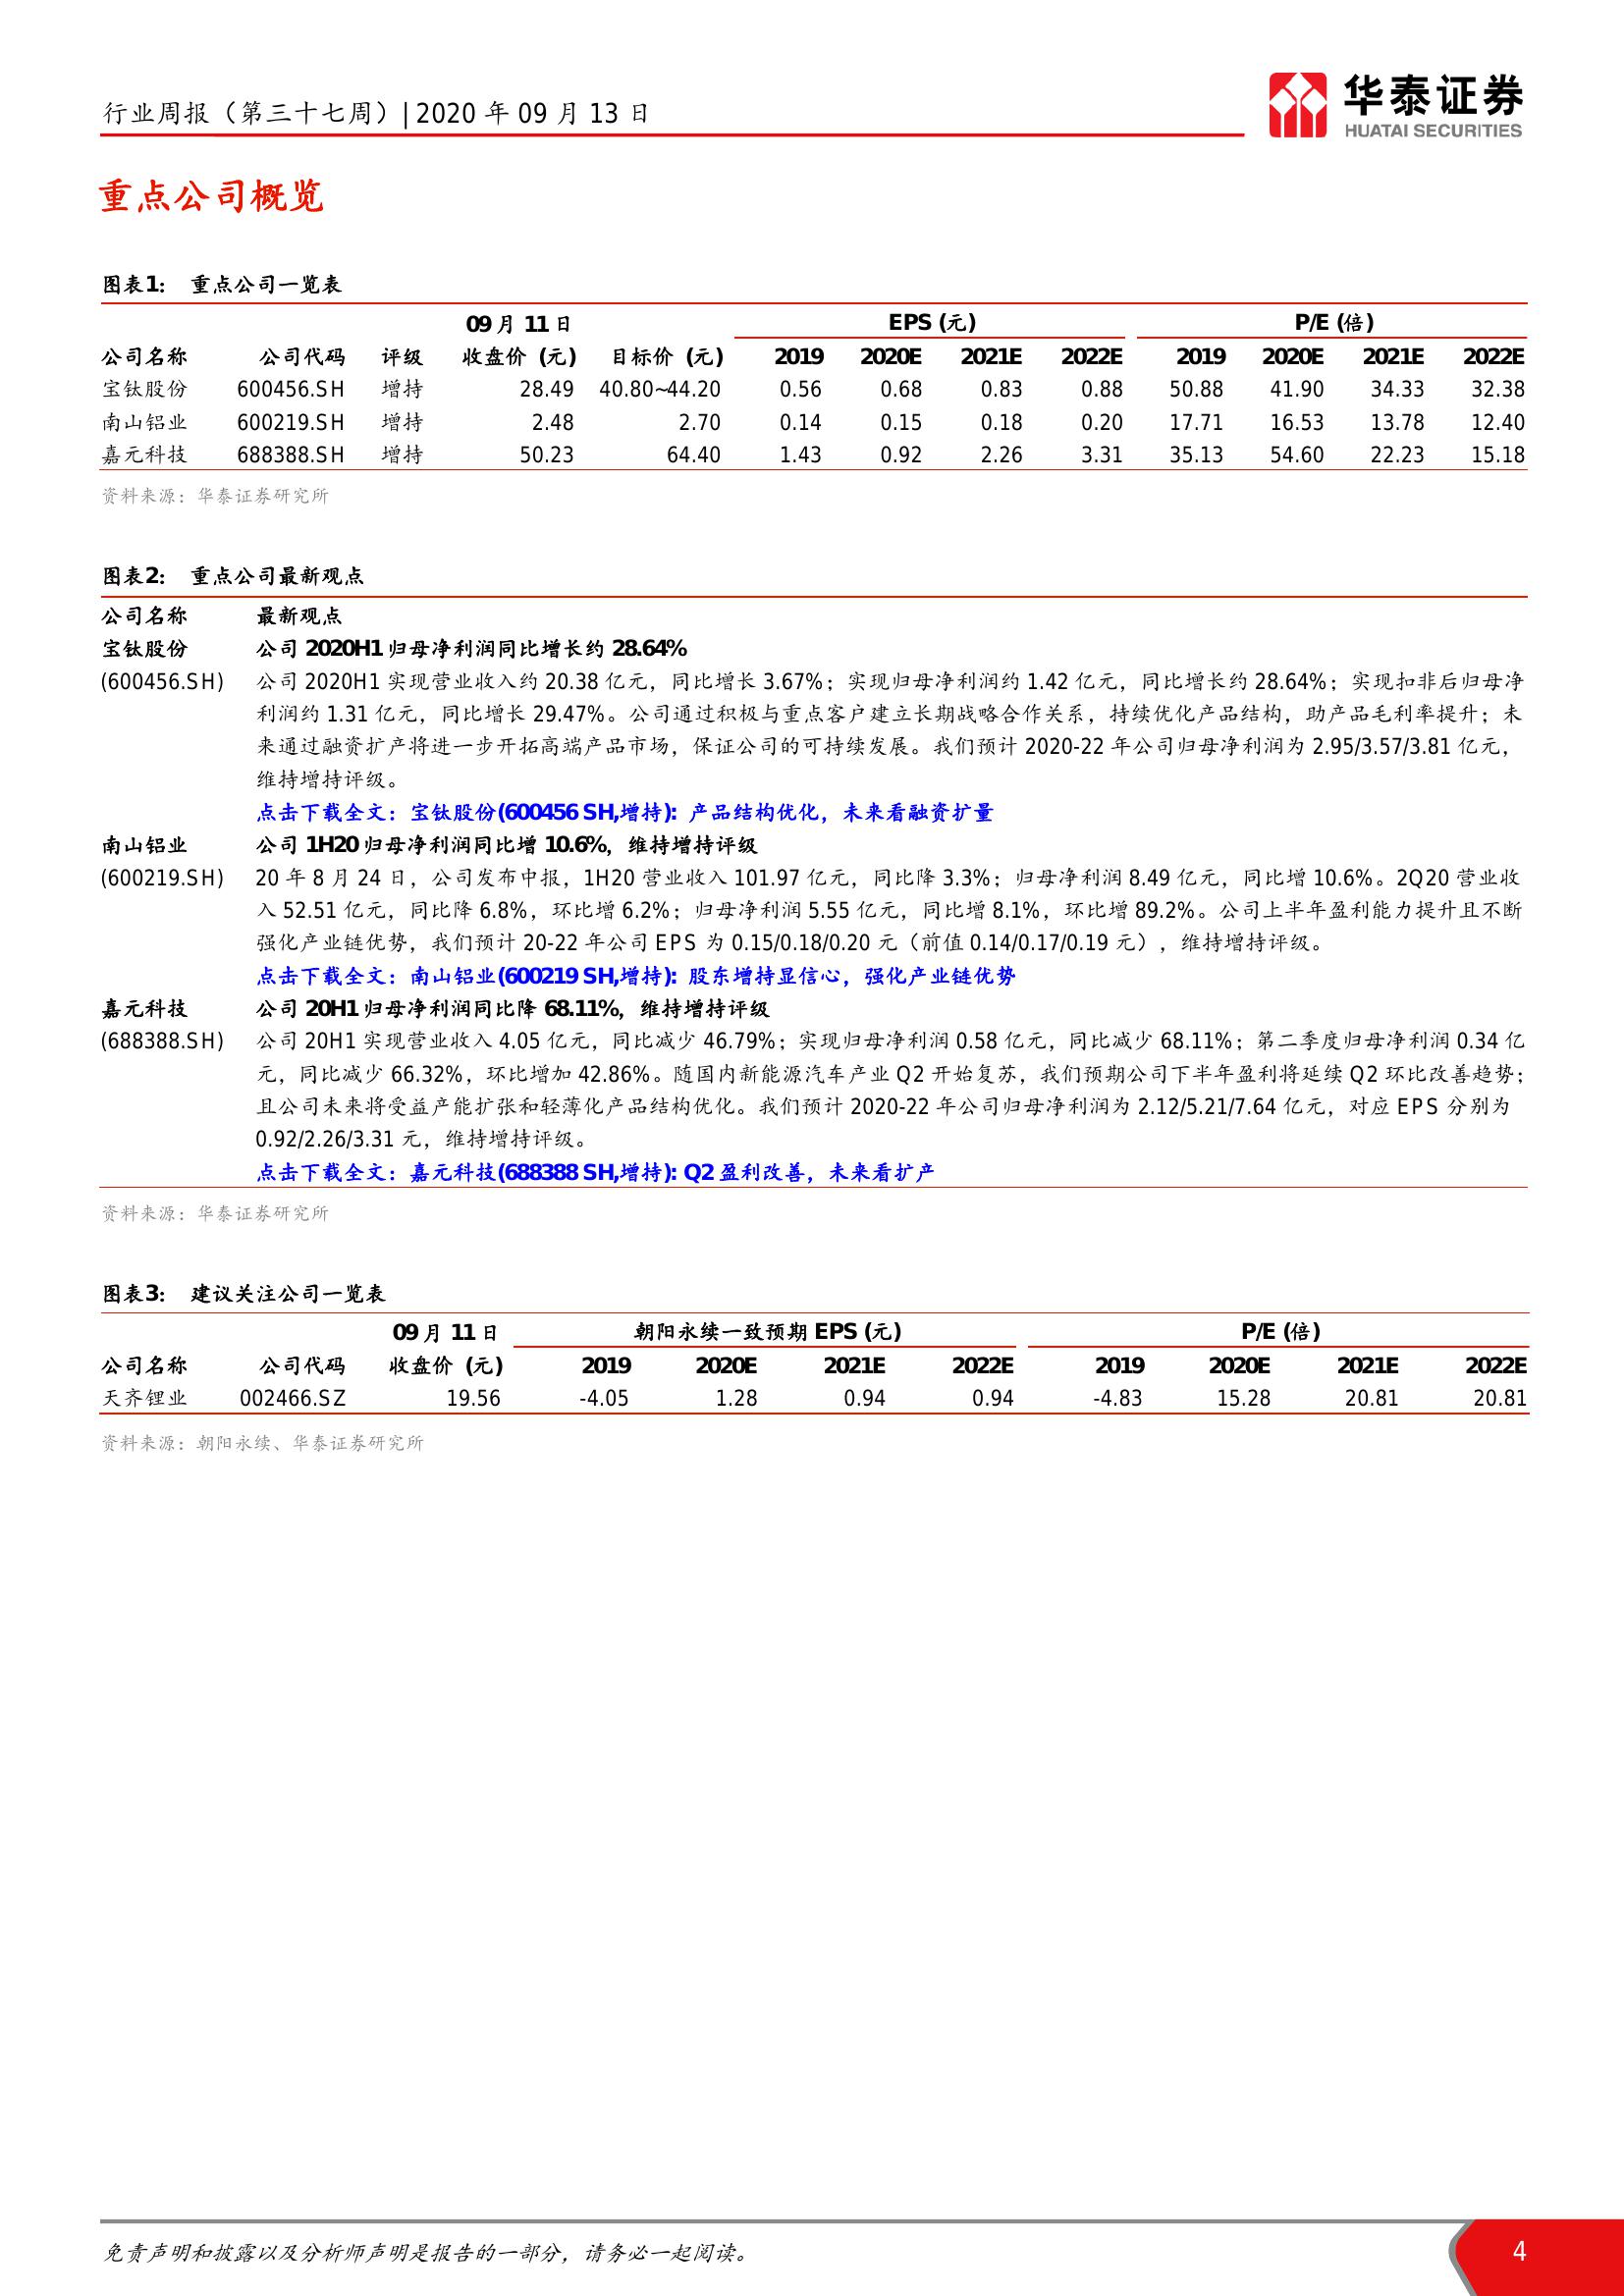 行业周报（第三十七周）| 2020 年 09 月 13 日
华泰证券
HUATAI SECURITIES
重点公司概览
图表1： 重点公司一览表
09 月 11 日 EPS (元) P/E (倍)
公司名称 公司代码 评级 收盘价 (元) 目标价 (元) 2019 2020E 2021E 2022E 2019 2020E 2021E 2022E
宝钛股份 600456.SH 增持 28.49 40.80~44.20 0.56 0.68 0.83 0.88 50.88 41.90 34.33 32.38
南山铝业 600219.SH 增持 2.48 2.70 0.14 0.15 0.18 0.20 17.71 16.53 13.78 12.40
嘉元科技 688388.SH 增持 50.23 64.40 1.43 0.92 2.26 3.31 35.13 54.60 22.23 15.18
资料来源：华泰证券研究所
图表2： 重点公司最新观点
公司名称 最新观点
宝钛股份 公司 2020H1 归母净利润同比增长约 28.64%
(600456.SH) 公司 2020H1 实现营业收入约 20.38 亿元，同比增长 3.67%；实现归母净利润约 1.42 亿元，同比增长约 28.64%；实现扣非后归母净
利润约 1.31 亿元，同比增长 29.47%。公司通过积极与重点客户建立长期战略合作关系，持续优化产品结构，助产品毛利率提升；未
来通过融资扩产将进一步开拓高端产品市场，保证公司的可持续发展。我们预计 2020-22 年公司归母净利润为 2.95/3.57/3.81 亿元，
维持增持评级。
点击下载全文：宝钛股份(600456 SH,增持): 产品结构优化，未来看融资扩量
南山铝业 公司 1H20 归母净利润同比增 10.6%，维持增持评级
(600219.SH) 20 年 8 月 24 日，公司发布中报，1H20 营业收入 101.97 亿元，同比降 3.3%；归母净利润 8.49 亿元，同比增 10.6%。2Q20 营业收
入 52.51 亿元，同比降 6.8%，环比增 6.2%；归母净利润 5.55 亿元，同比增 8.1%，环比增 89.2%。公司上半年盈利能力提升且不断
强化产业链优势，我们预计 20-22 年公司 EPS 为 0.15/0.18/0.20 元（前值 0.14/0.17/0.19 元），维持增持评级。
点击下载全文：南山铝业(600219 SH,增持): 股东增持显信心，强化产业链优势
嘉元科技 公司 20H1 归母净利润同比降 68.11%，维持增持评级
(688388.SH) 公司 20H1 实现营业收入 4.05 亿元，同比减少 46.79%；实现归母净利润 0.58 亿元，同比减少 68.11%；第二季度归母净利润 0.34 亿
元，同比减少 66.32%，环比增加 42.86%。随国内新能源汽车产业 Q2 开始复苏，我们预期公司下半年盈利将延续 Q2 环比改善趋势；
且公司未来将受益产能扩张和轻薄化产品结构优化。我们预计 2020-22 年公司归母净利润为 2.12/5.21/7.64 亿元，对应 EPS 分别为
0.92/2.26/3.31 元，维持增持评级。
点击下载全文：嘉元科技(688388 SH,增持): Q2 盈利改善，未来看扩产
资料来源：华泰证券研究所
图表3： 建议关注公司一览表
09 月 11 日 朝阳永续一致预期 EPS (元) P/E (倍)
公司名称 公司代码 收盘价 (元) 2019 2020E 2021E 2022E 2019 2020E 2021E 2022E
天齐锂业 002466.SZ 19.56 -4.05 1.28 0.94 0.94 -4.83 15.28 20.81 20.81
资料来源：朝阳永续、华泰证券研究所
免责声明和披露以及分析师声明是报告的一部分，请务必一起阅读。 4